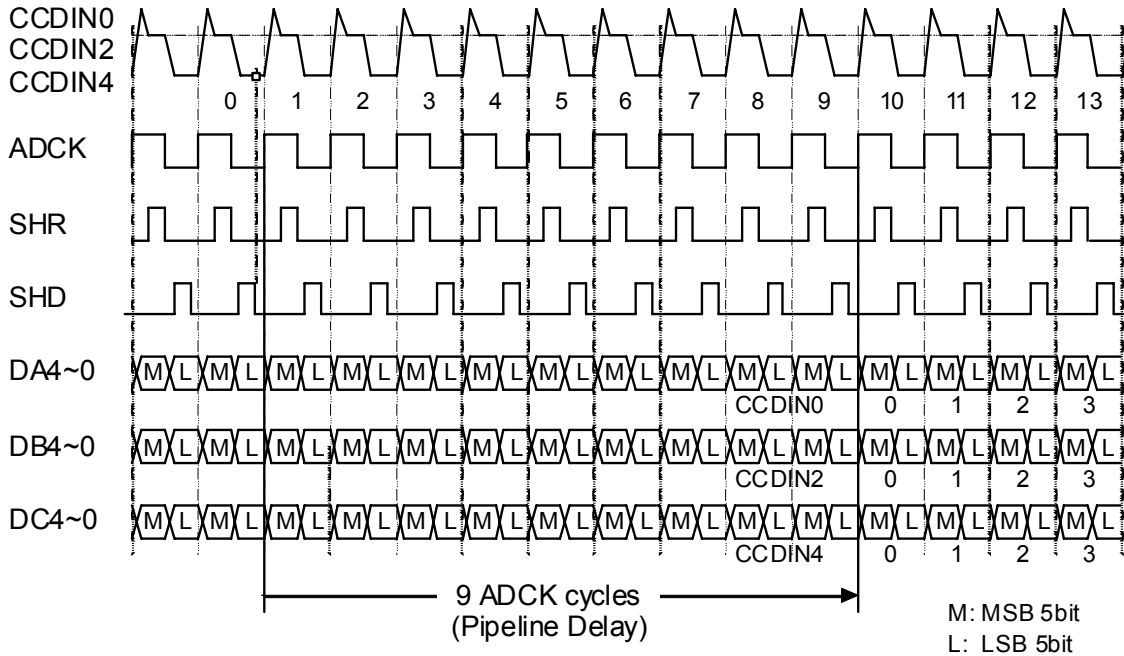 CCDIN0
CCDIN2
CCDIN4
0 1 2 3 4 5 6 7 8 9 10 11 12 13
ADCK
SHR
SHD
DA4~0 M L M L M L M L M L M L M L M L M L M L M L M L M L M L M L
CCDIN0 0 1 2 3
DB4~0 M L M L M L M L M L M L M L M L M L M L M L M L M L M L M L
CCDIN2 0 1 2 3
DC4~0 M L M L M L M L M L M L M L M L M L M L M L M L M L M L M L
CCDIN4 0 1 2 3
9 ADCK cycles
(Pipeline Delay)
M: MSB 5bit
L: LSB 5bit